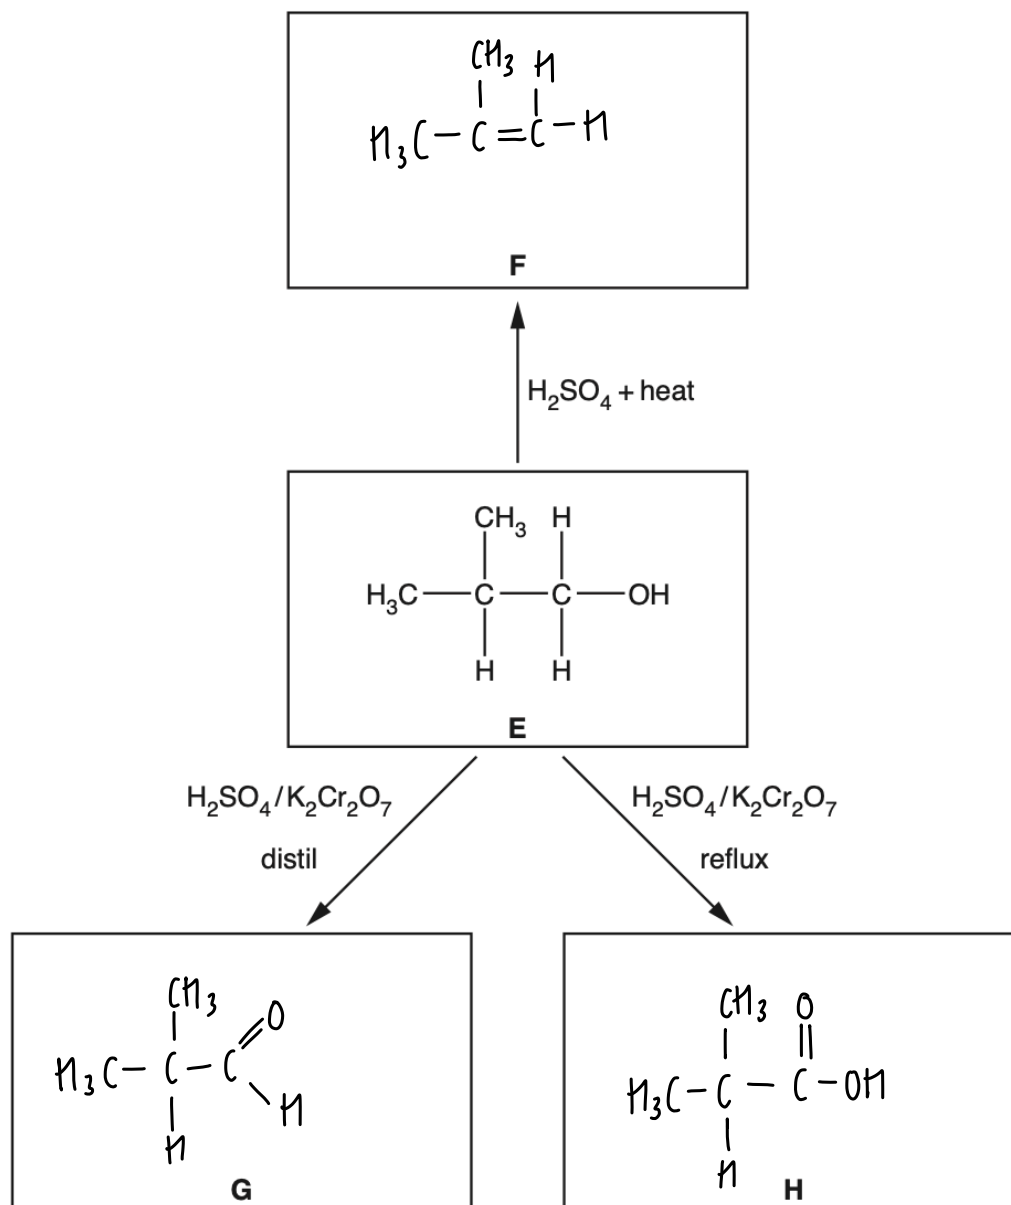 CH₃ H
H₃C–C=C–H
F
H₂SO₄ + heat
CH₃ H
H₃C–C–C–OH
H H
E
H₂SO₄/K₂Cr₂O₇ H₂SO₄/K₂Cr₂O₇
distil reflux
CH₃ O
H₃C–C–C
H
H
G
CH₃ O
H₃C–C–C–OH
H
H